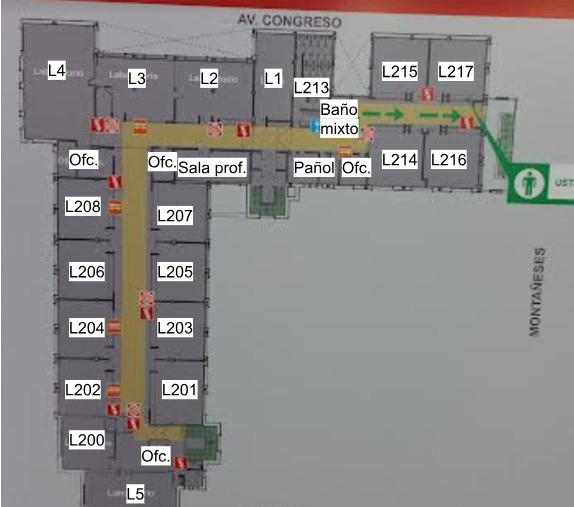 AV. CONGRESO
L4
L3
L2
L1
L215
L217
L213
Baño
mixto
Ofc.
Ofc.
Sala prof.
Pañol
Ofc.
L214
L216
UST
L208
L207
L206
L205
MONTAÑESES
L204
L203
L202
L201
L200
Ofc.
L5